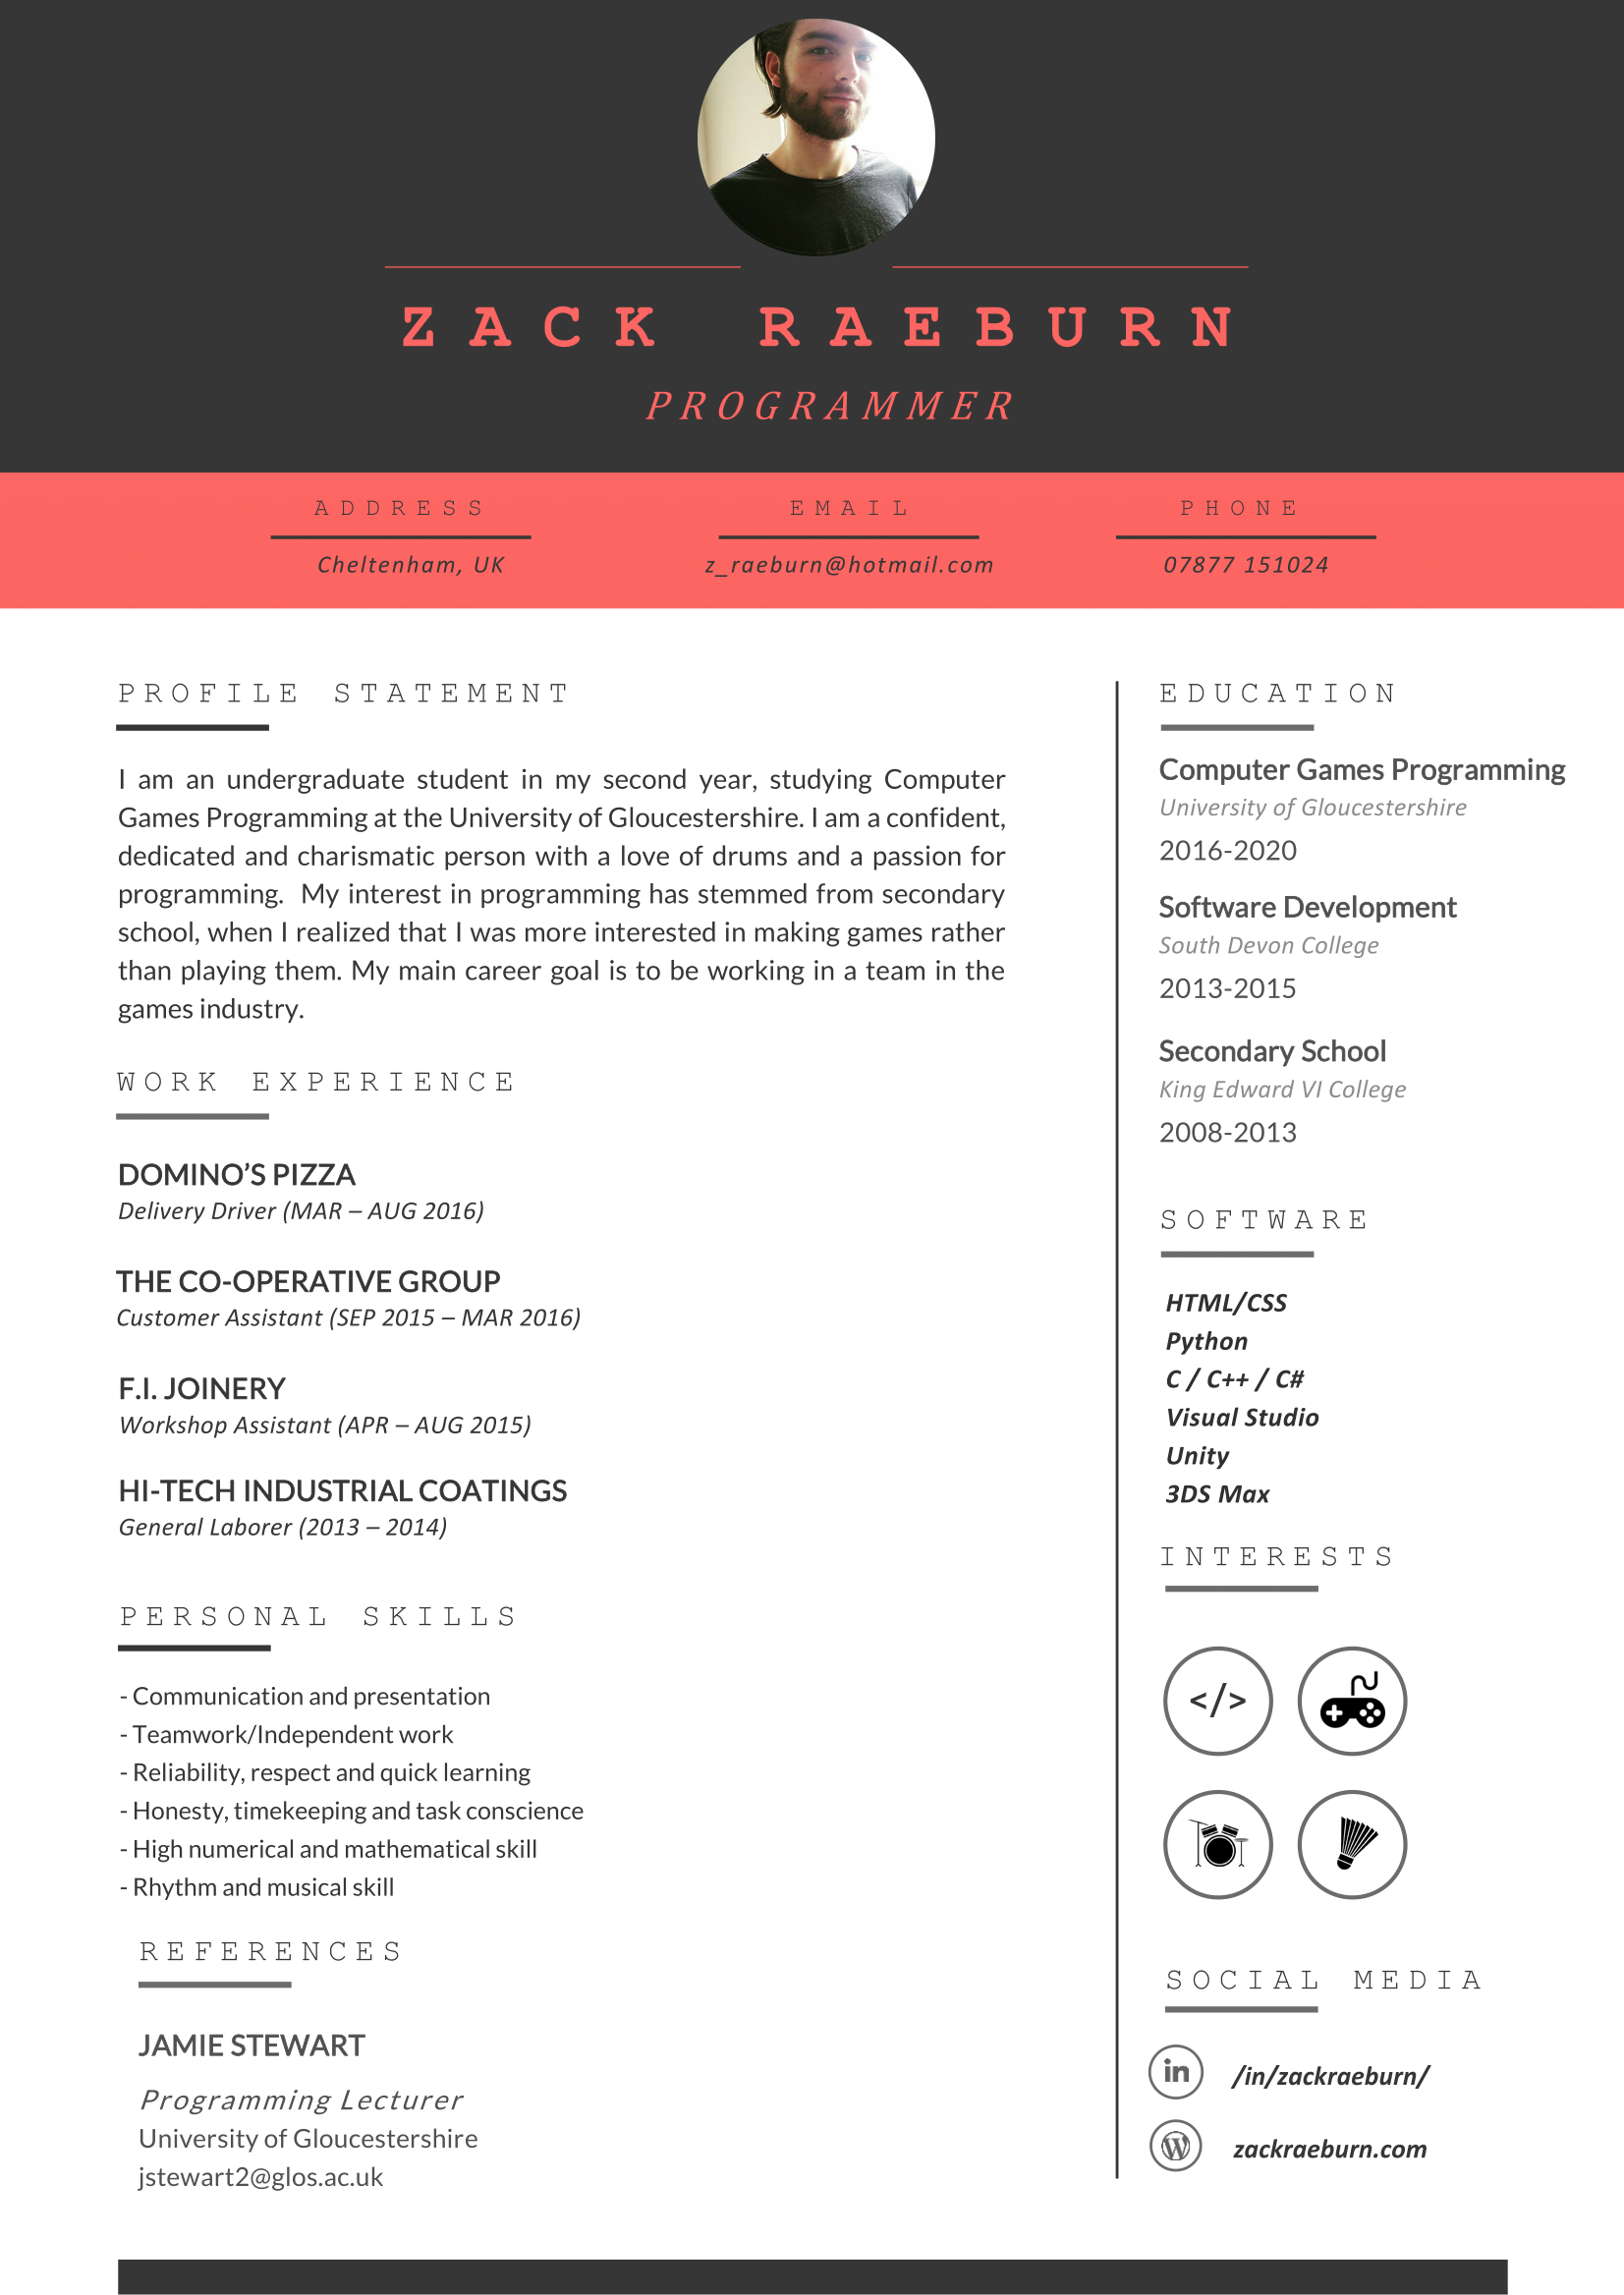 ZACK RAEBURN
PROGRAMMER
ADDRESS
Cheltenham, UK
EMAIL
z_raeburn@hotmail.com
PHONE
07877 151024
PROFILE STATEMENT
I am an undergraduate student in my second year, studying Computer
Games Programming at the University of Gloucestershire. I am a confident,
dedicated and charismatic person with a love of drums and a passion for
programming.  My interest in programming has stemmed from secondary
school, when I realized that I was more interested in making games rather
than playing them. My main career goal is to be working in a team in the
games industry.
WORK EXPERIENCE
DOMINO’S PIZZA
Delivery Driver (MAR – AUG 2016)
THE CO-OPERATIVE GROUP
Customer Assistant (SEP 2015 – MAR 2016)
F.I. JOINERY
Workshop Assistant (APR – AUG 2015)
HI-TECH INDUSTRIAL COATINGS
General Laborer (2013 – 2014)
PERSONAL SKILLS
- Communication and presentation
- Teamwork/Independent work
- Reliability, respect and quick learning
- Honesty, timekeeping and task conscience
- High numerical and mathematical skill
- Rhythm and musical skill
REFERENCES
JAMIE STEWART
Programming Lecturer
University of Gloucestershire
jstewart2@glos.ac.uk
EDUCATION
Computer Games Programming
University of Gloucestershire
2016-2020
Software Development
South Devon College
2013-2015
Secondary School
King Edward VI College
2008-2013
SOFTWARE
HTML/CSS
Python
C / C++ / C#
Visual Studio
Unity
3DS Max
INTERESTS
</>
SOCIAL MEDIA
in /in/zackraeburn/
W zackraeburn.com